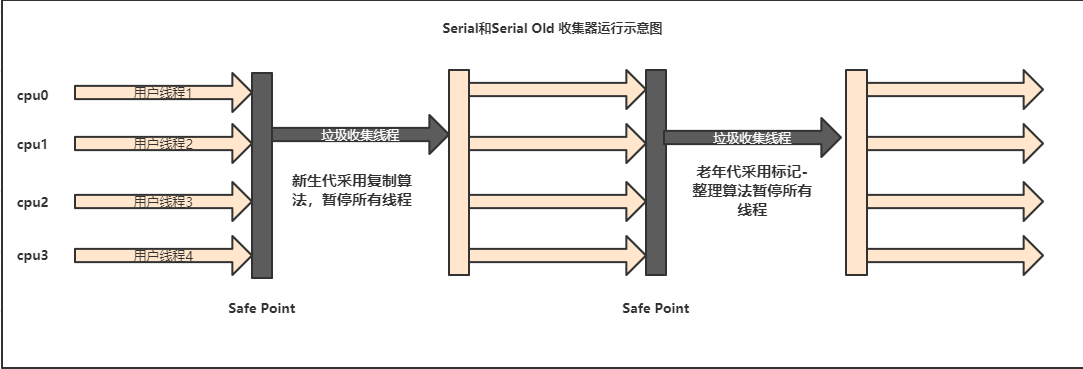 Serial和Serial Old 收集器运行示意图
cpu0
用户线程1
cpu1
用户线程2
垃圾收集线程
垃圾收集线程
新生代采用复制算
法，暂停所有线程
老年代采用标记-
整理算法暂停所有
线程
cpu2
用户线程3
cpu3
用户线程4
Safe Point
Safe Point